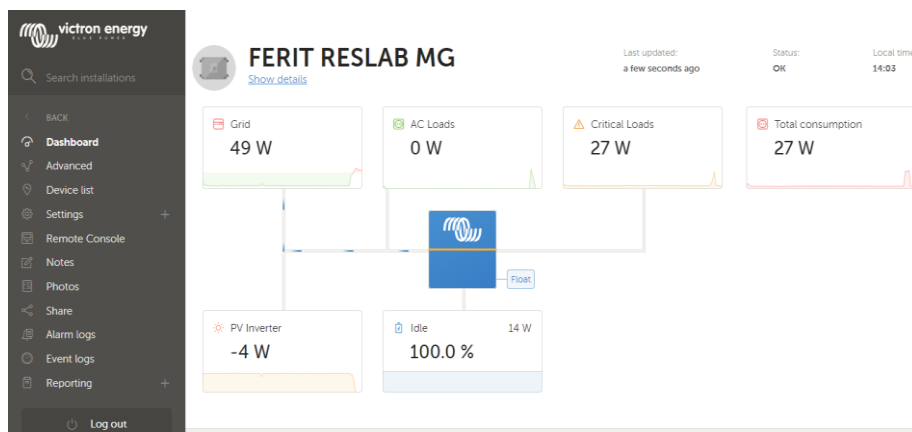 victron energy
BLUE POWER
Search installations
BACK
Dashboard
Advanced
Device list
Settings
Remote Console
Notes
Photos
Share
Alarm logs
Event logs
Reporting
Log out
FERIT RESLAB MG
Show details
Last updated:
a few seconds ago
Status:
OK
Local time
14:03
Grid
49 W
AC Loads
0 W
Critical Loads
27 W
Total consumption
27 W
Float
PV Inverter
-4 W
Idle 14 W
100.0 %